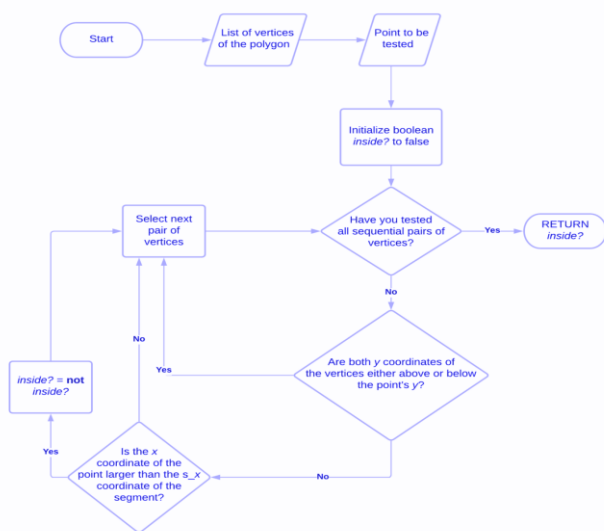 Start
List of vertices
of the polygon
Point to be
tested
Initialize boolean
inside? to false
Select next
pair of
vertices
Have you tested
all sequential pairs of
vertices?
Yes
RETURN
inside?
No
No
Are both y coordinates of
the vertices either above or below
the point's y?
Yes
inside? = not
inside?
Yes
Is the x
coordinate of the
point larger than the s_x
coordinate of the
segment?
No